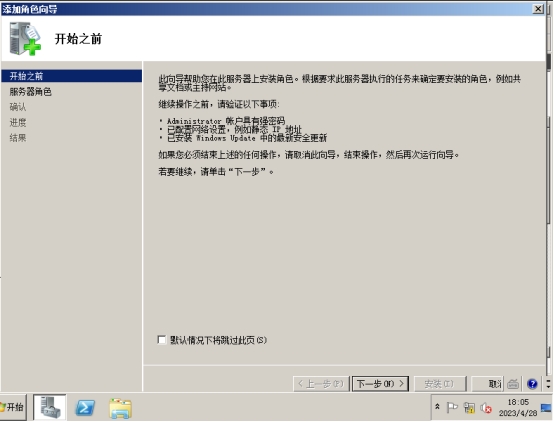 添加角色向导
开始之前
开始之前
服务器角色
确认
进度
结果
此向导帮助您在此服务器上安装角色。根据要求此服务器执行的任务来确定要安装的角色，例如共
享文档或主持网站。
继续操作之前，请验证以下事项:
• Administrator 帐户具有强密码
• 已配置网络设置，例如静态 IP 地址
• 已安装 Windows Update 中的最新安全更新
如果您必须结束上述的任何操作，请取消此向导，结束操作，然后再次运行向导。
若要继续，请单击“下一步”。
默认情况下将跳过此页(S)
< 上一步(P) 下一步(N) > 安装(I) 取消
开始
18:05
2023/4/28